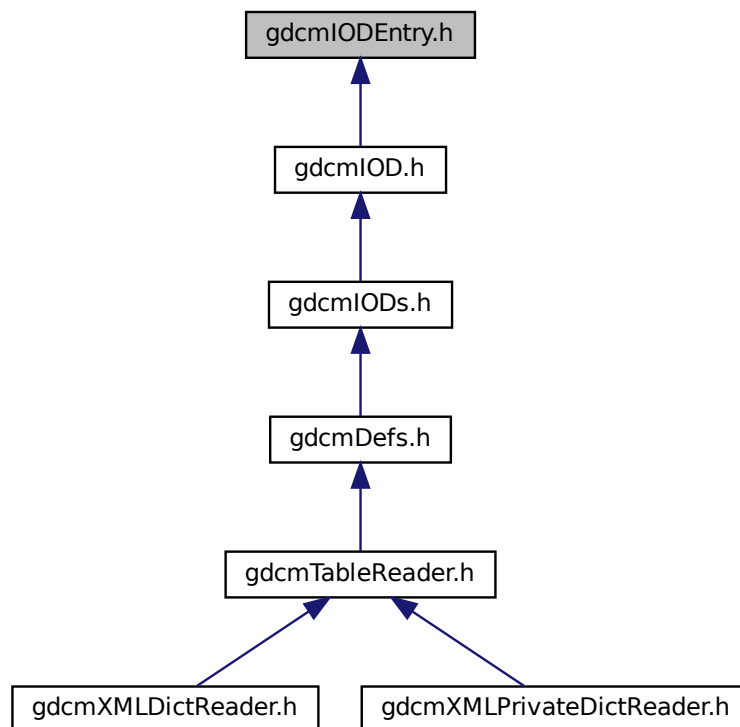 gdcmIODEntry.h
gdcmIOD.h
gdcmIODs.h
gdcmDefs.h
gdcmTableReader.h
gdcmXMLDictReader.h
gdcmXMLPrivateDictReader.h